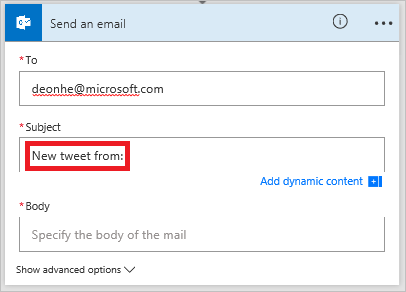 Send an email
* To
deonhe@microsoft.com
* Subject
New tweet from:
Add dynamic content
* Body
Specify the body of the mail
Show advanced options